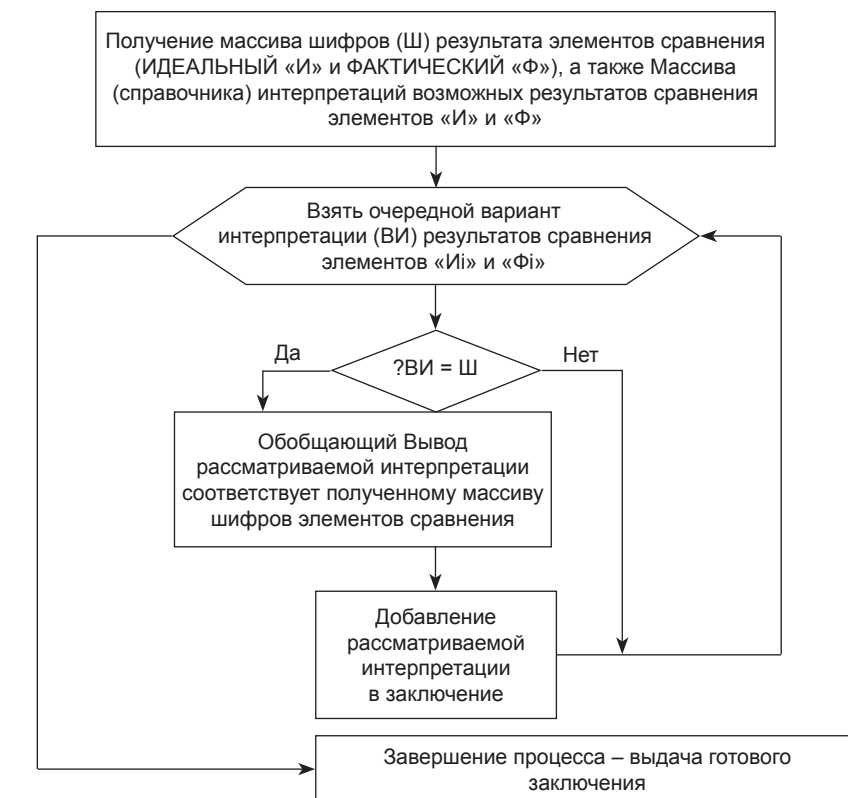 Получение массива шифров (Ш) результата элементов сравнения
(ИДЕАЛЬНЫЙ «И» и ФАКТИЧЕСКИЙ «Ф»), а также Массива
(справочника) интерпретаций возможных результатов сравнения
элементов «И» и «Ф»
Взять очередной вариант
интерпретации (ВИ) результатов сравнения
элементов «Иi» и «Фi»
Да
?ВИ = Ш
Нет
Обобщающий Вывод
рассматриваемой интерпретации
соответствует полученному массиву
шифров элементов сравнения
Добавление
рассматриваемой
интерпретации
в заключение
Завершение процесса – выдача готового
заключения